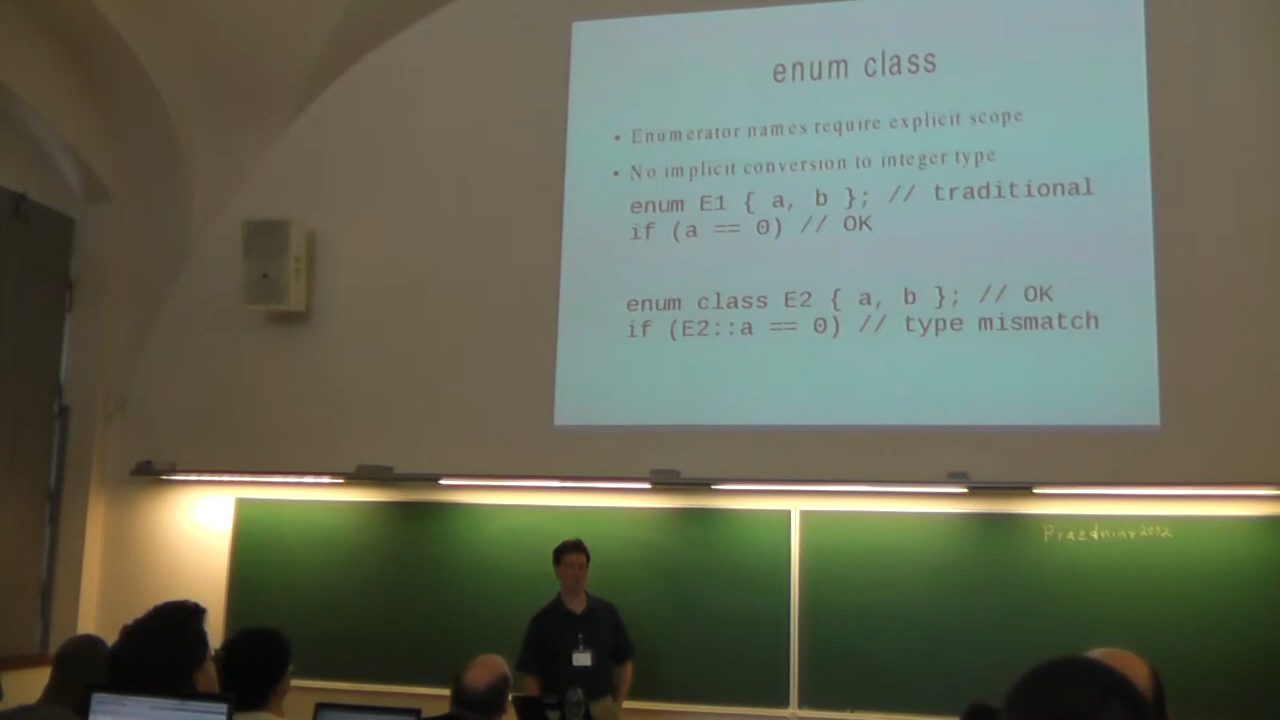 enum class
• Enumerator names require explicit scope
• No implicit conversion to integer type
enum E1 { a, b }; // traditional
if (a == 0) // OK
enum class E2 { a, b }; // OK
if (E2::a == 0) // type mismatch